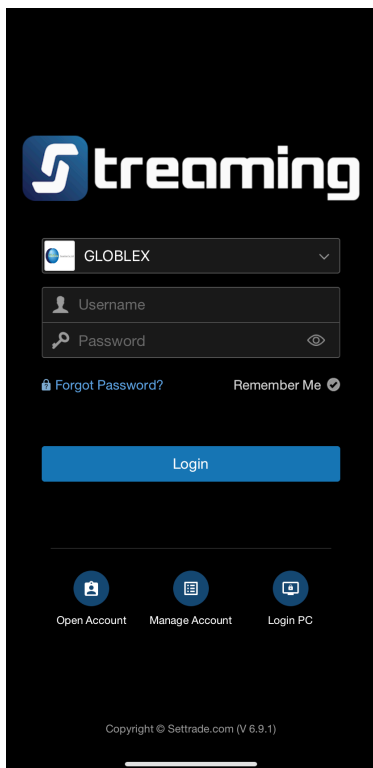 Streaming
GLOBLEX
Username
Password
Forgot Password?
Remember Me
Login
Open Account
Manage Account
Login PC
Copyright © Settrade.com (V 6.9.1)